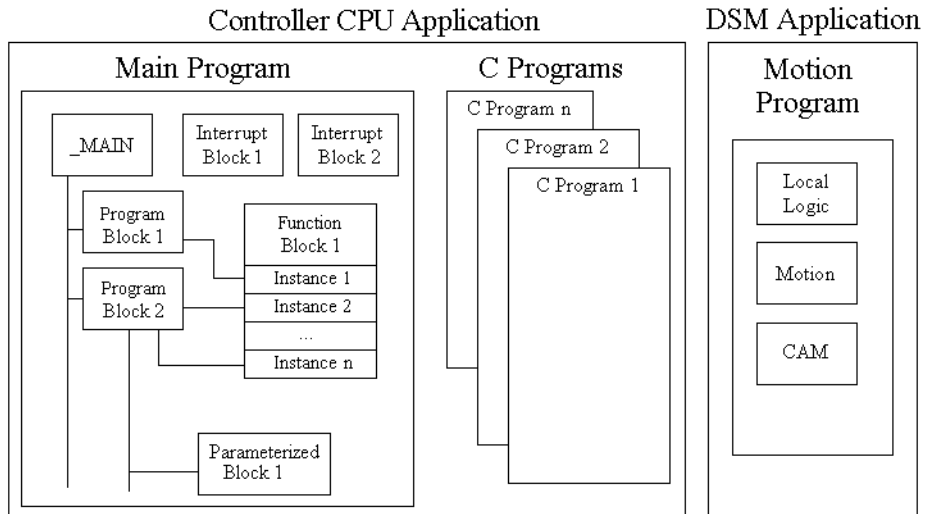 Controller CPU Application
DSM Application
Main Program
C Programs
Motion
Program
_MAIN
Interrupt
Block 1
Interrupt
Block 2
Program
Block 1
Function
Block 1
Instance 1
Program
Block 2
Instance 2
...
Instance n
Parameterized
Block 1
C Program n
C Program 2
C Program 1
Local
Logic
Motion
CAM